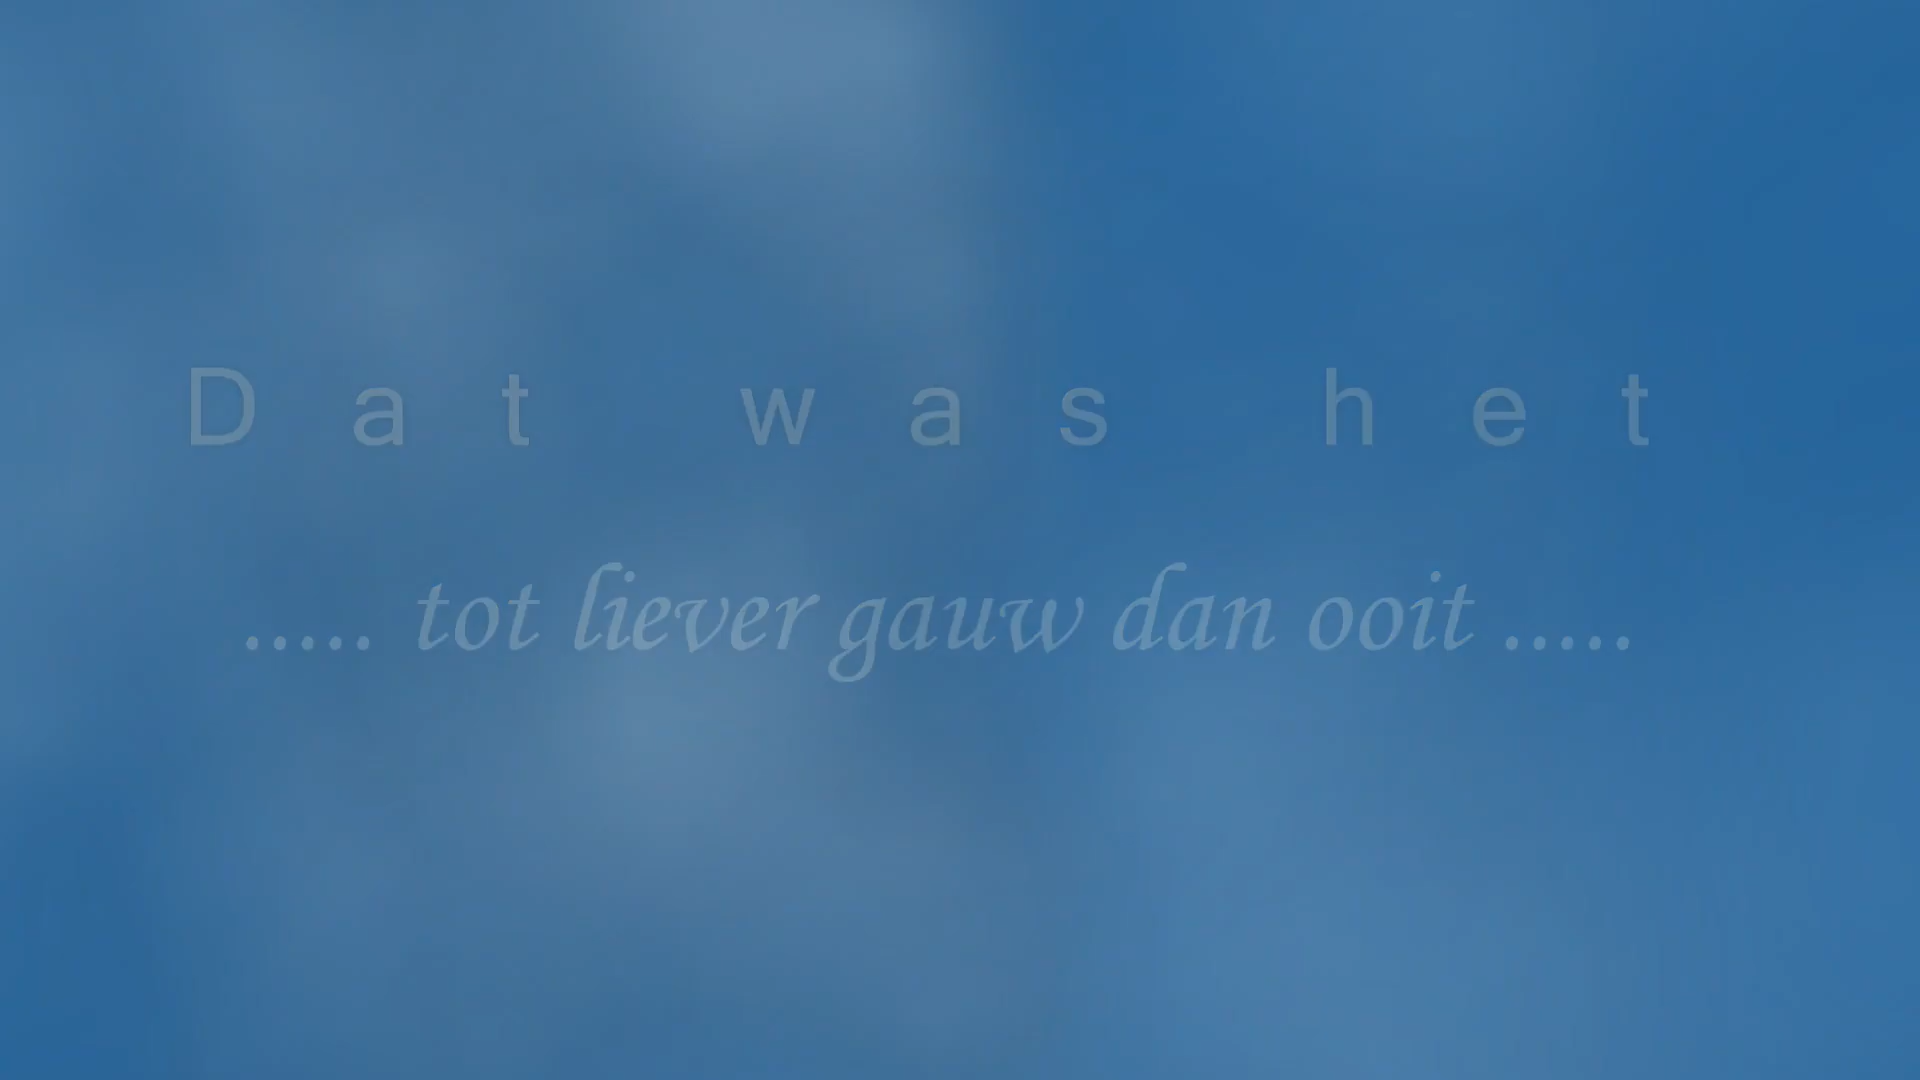 Dat was het
..... tot liever gauw dan ooit .....